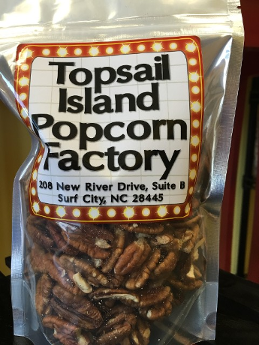 Topsail
Island
Popcorn
Factory
208 New River Drive, Suite B
Surf City, NC 28445